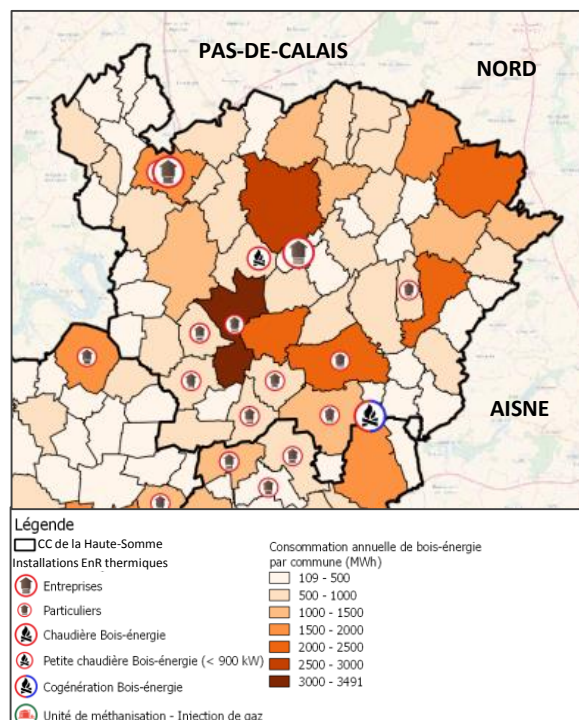 PAS-DE-CALAIS
NORD
AISNE
Légende
CC de la Haute-Somme
Installations EnR thermiques
Entreprises
Particuliers
Chaudière Bois-énergie
Petite chaudière Bois-énergie (< 900 kW)
Cogénération Bois-énergie
Unité de méthanisation - Injection de gaz
Consommation annuelle de bois-énergie
par commune (MWh)
109 - 500
500 - 1000
1000 - 1500
1500 - 2000
2000 - 2500
2500 - 3000
3000 - 3491